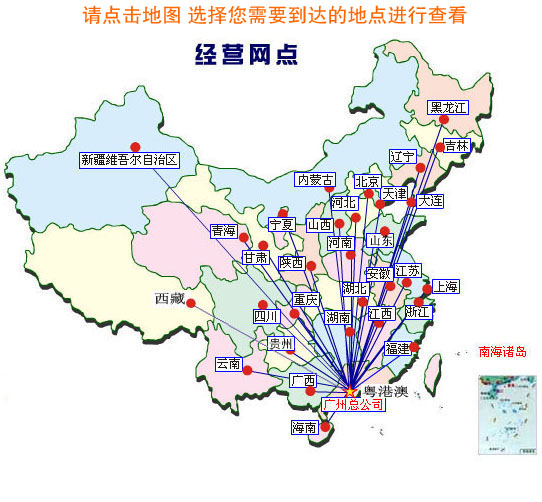 请点击地图 选择您需要到达的地点进行查看
经营网点
黑龙江
吉林
辽宁
新疆维吾尔自治区
内蒙古
北京
天津
大连
河北
宁夏
山西
青海
山东
河南
甘肃
陕西
安徽
江苏
上海
西藏
重庆
湖北
四川
浙江
湖南
江西
贵州
福建
南海诸岛
云南
广西
粤港澳
广州总公司
海南